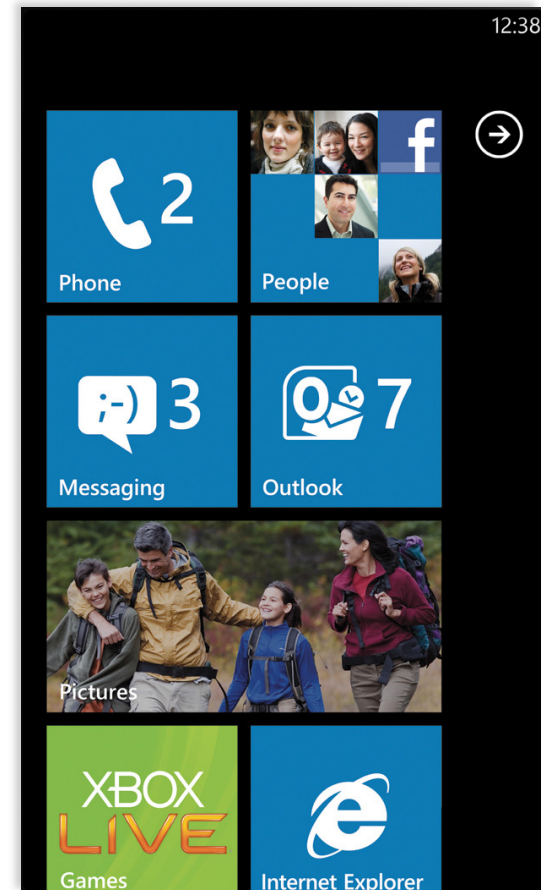 12:38
2
f
Phone
People
;-) 3
O 7
Messaging
Outlook
Pictures
XBOX
LIVE
e
Games
Internet Explorer